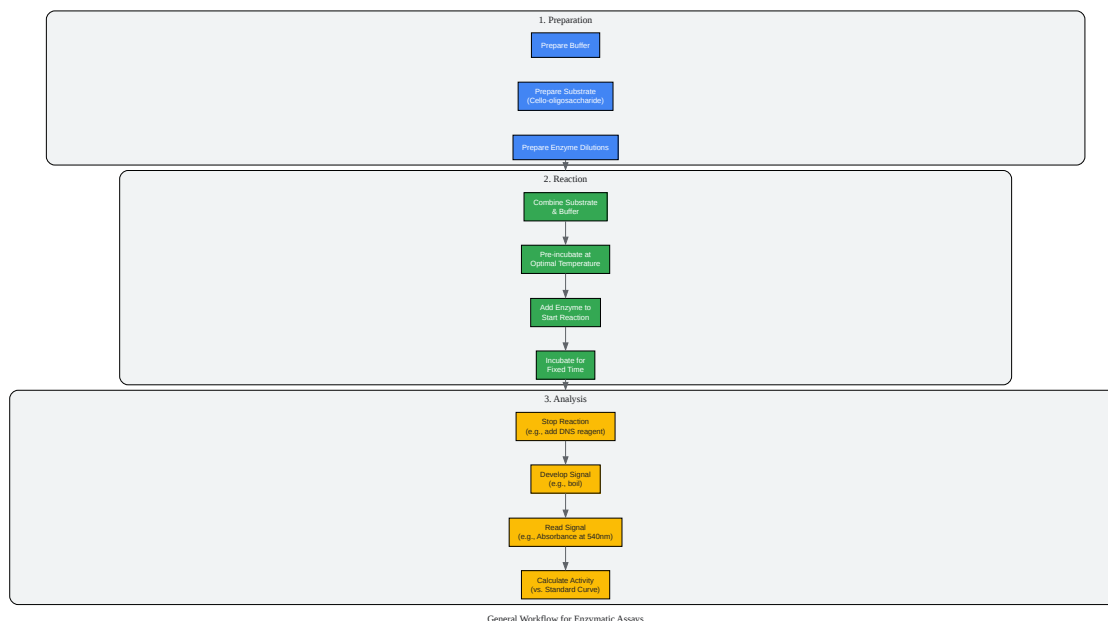 1. Preparation
Prepare Buffer
Prepare Substrate
(Cello-oligosaccharide)
Prepare Enzyme Dilutions
2. Reaction
Combine Substrate
& Buffer
Pre-incubate at
Optimal Temperature
Add Enzyme to
Start Reaction
Incubate for
Fixed Time
3. Analysis
Stop Reaction
(e.g., add DNS reagent)
Develop Signal
(e.g., boil)
Read Signal
(e.g., Absorbance at 540nm)
Calculate Activity
(vs. Standard Curve)
General Workflow for Enzymatic Assays